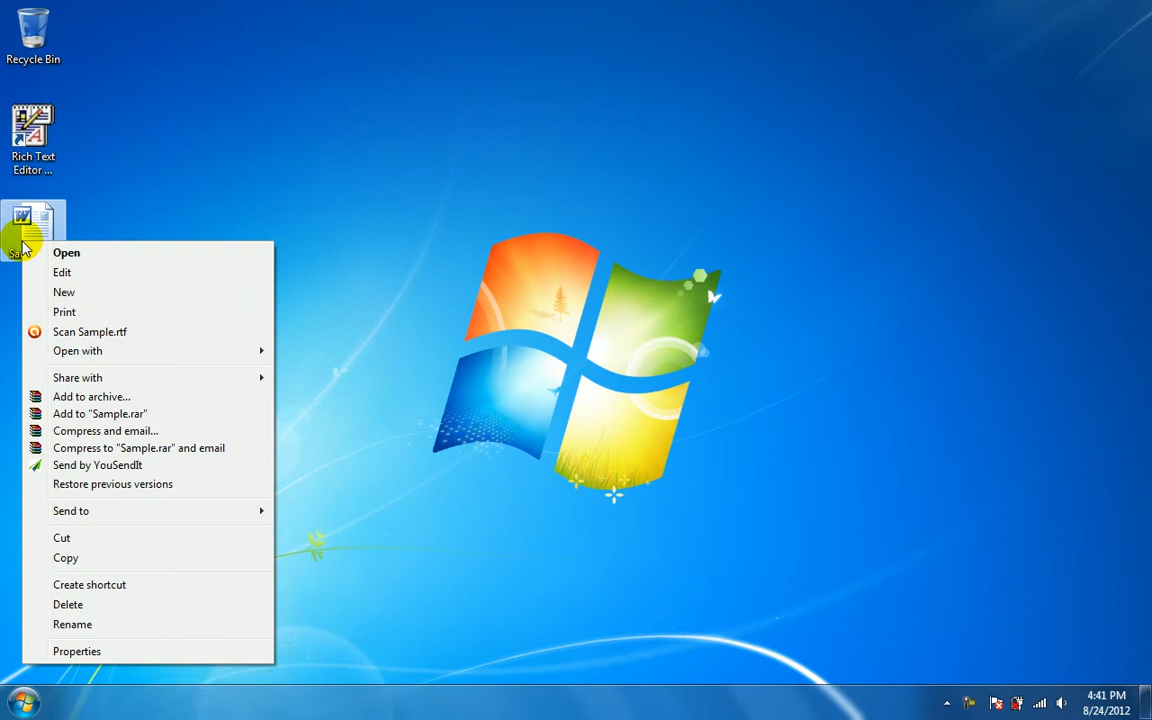 Recycle Bin
Rich Text
Editor ...
Open
Edit
New
Print
Scan Sample.rtf
Open with
Share with
Add to archive...
Add to "Sample.rar"
Compress and email...
Compress to "Sample.rar" and email
Send by YouSendIt
Restore previous versions
Send to
Cut
Copy
Create shortcut
Delete
Rename
Properties
4:41 PM
8/24/2012